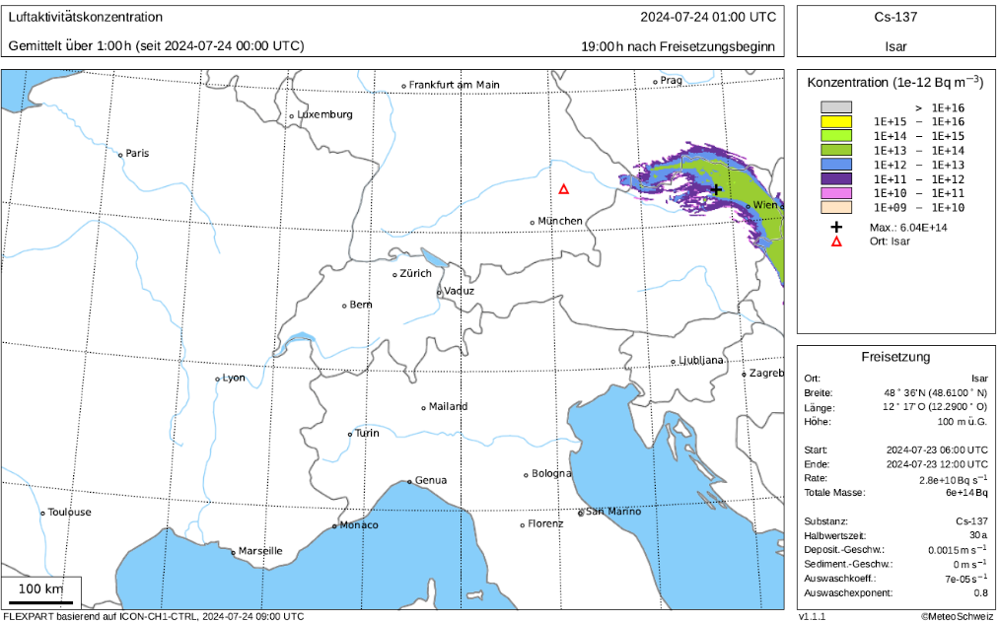 Luftaktivitätskonzentration
2024-07-24 01:00 UTC
Gemittelt über 1:00 h (seit 2024-07-24 00:00 UTC)
19:00 h nach Freisetzungsbeginn
Cs-137
Isar
Prag
Frankfurt am Main
Luxemburg
Paris
Wien
München
Zürich
Vaduz
Bern
Ljubljana
Zagreb
Lyon
Mailand
Turin
Bologna
Genua
San Marino
Toulouse
Florenz
Monaco
Marseille
100 km
Konzentration (1e-12 Bq m−3)
> 1E+16
1E+15 – 1E+16
1E+14 – 1E+15
1E+13 – 1E+14
1E+12 – 1E+13
1E+11 – 1E+12
1E+10 – 1E+11
1E+09 – 1E+10
Max.: 6.04E+14
Ort: Isar
Freisetzung
Ort: Isar
Breite: 48° 36'N (48.6100° N)
Länge: 12° 17'O (12.2900° O)
Höhe: 100 m ü.G.
Start: 2024-07-23 06:00 UTC
Ende: 2024-07-23 12:00 UTC
Rate: 2.8e+10 Bq s−1
Totale Masse: 6e+14 Bq
Substanz: Cs-137
Halbwertszeit: 30 a
Deposit.-Geschw.: 0.0015 m s−1
Sediment.-Geschw.: 0 m s−1
Auswaschkoeff.: 7e-05 s−1
Auswaschexponent: 0.8
FLEXPART basierend auf ICON-CH1-CTRL, 2024-07-24 09:00 UTC
v1.1.1
©MeteoSchweiz